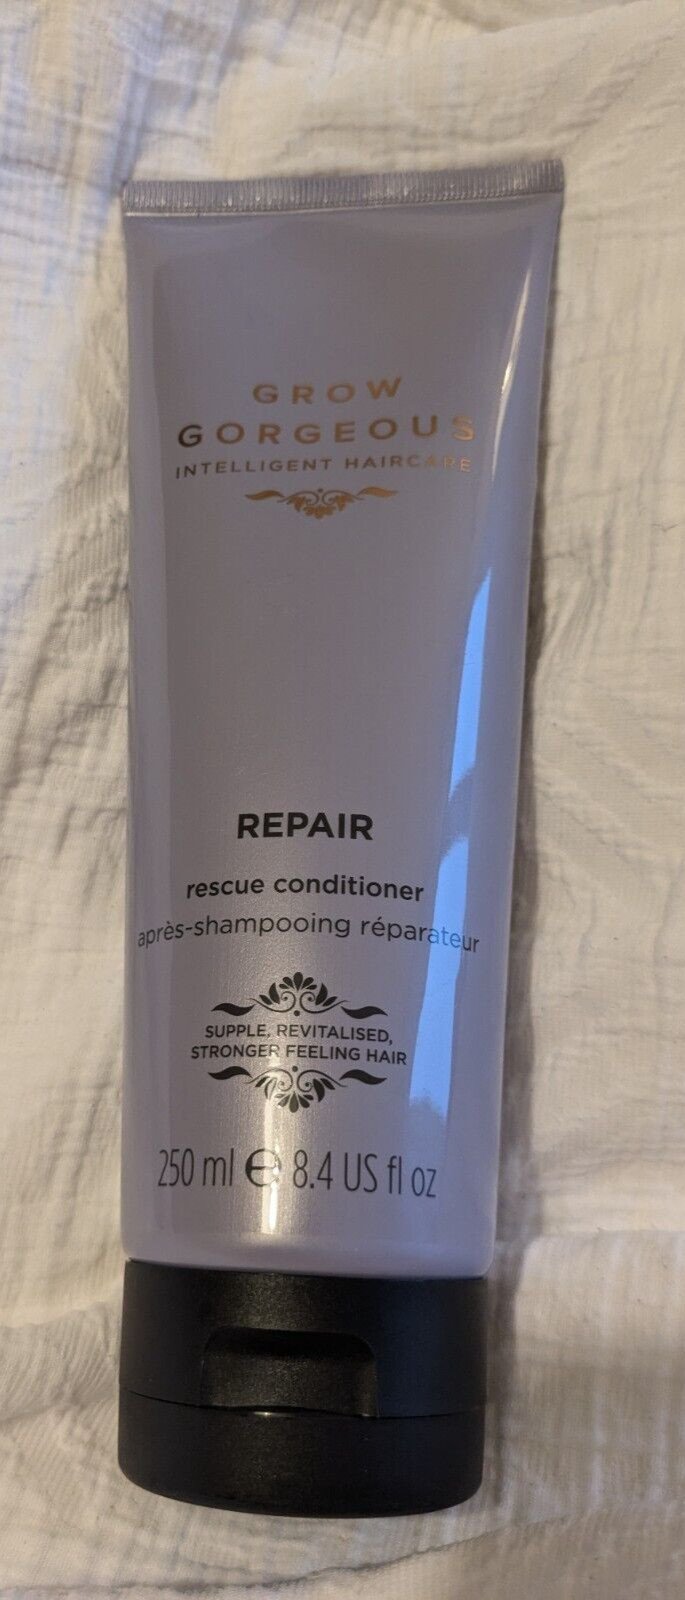 GROW
GORGEOUS
INTELLIGENT HAIRCARE
REPAIR
rescue conditioner
après-shampooing réparateur
SUPPLE, REVITALISED,
STRONGER FEELING HAIR
250 ml ℮ 8.4 US fl oz